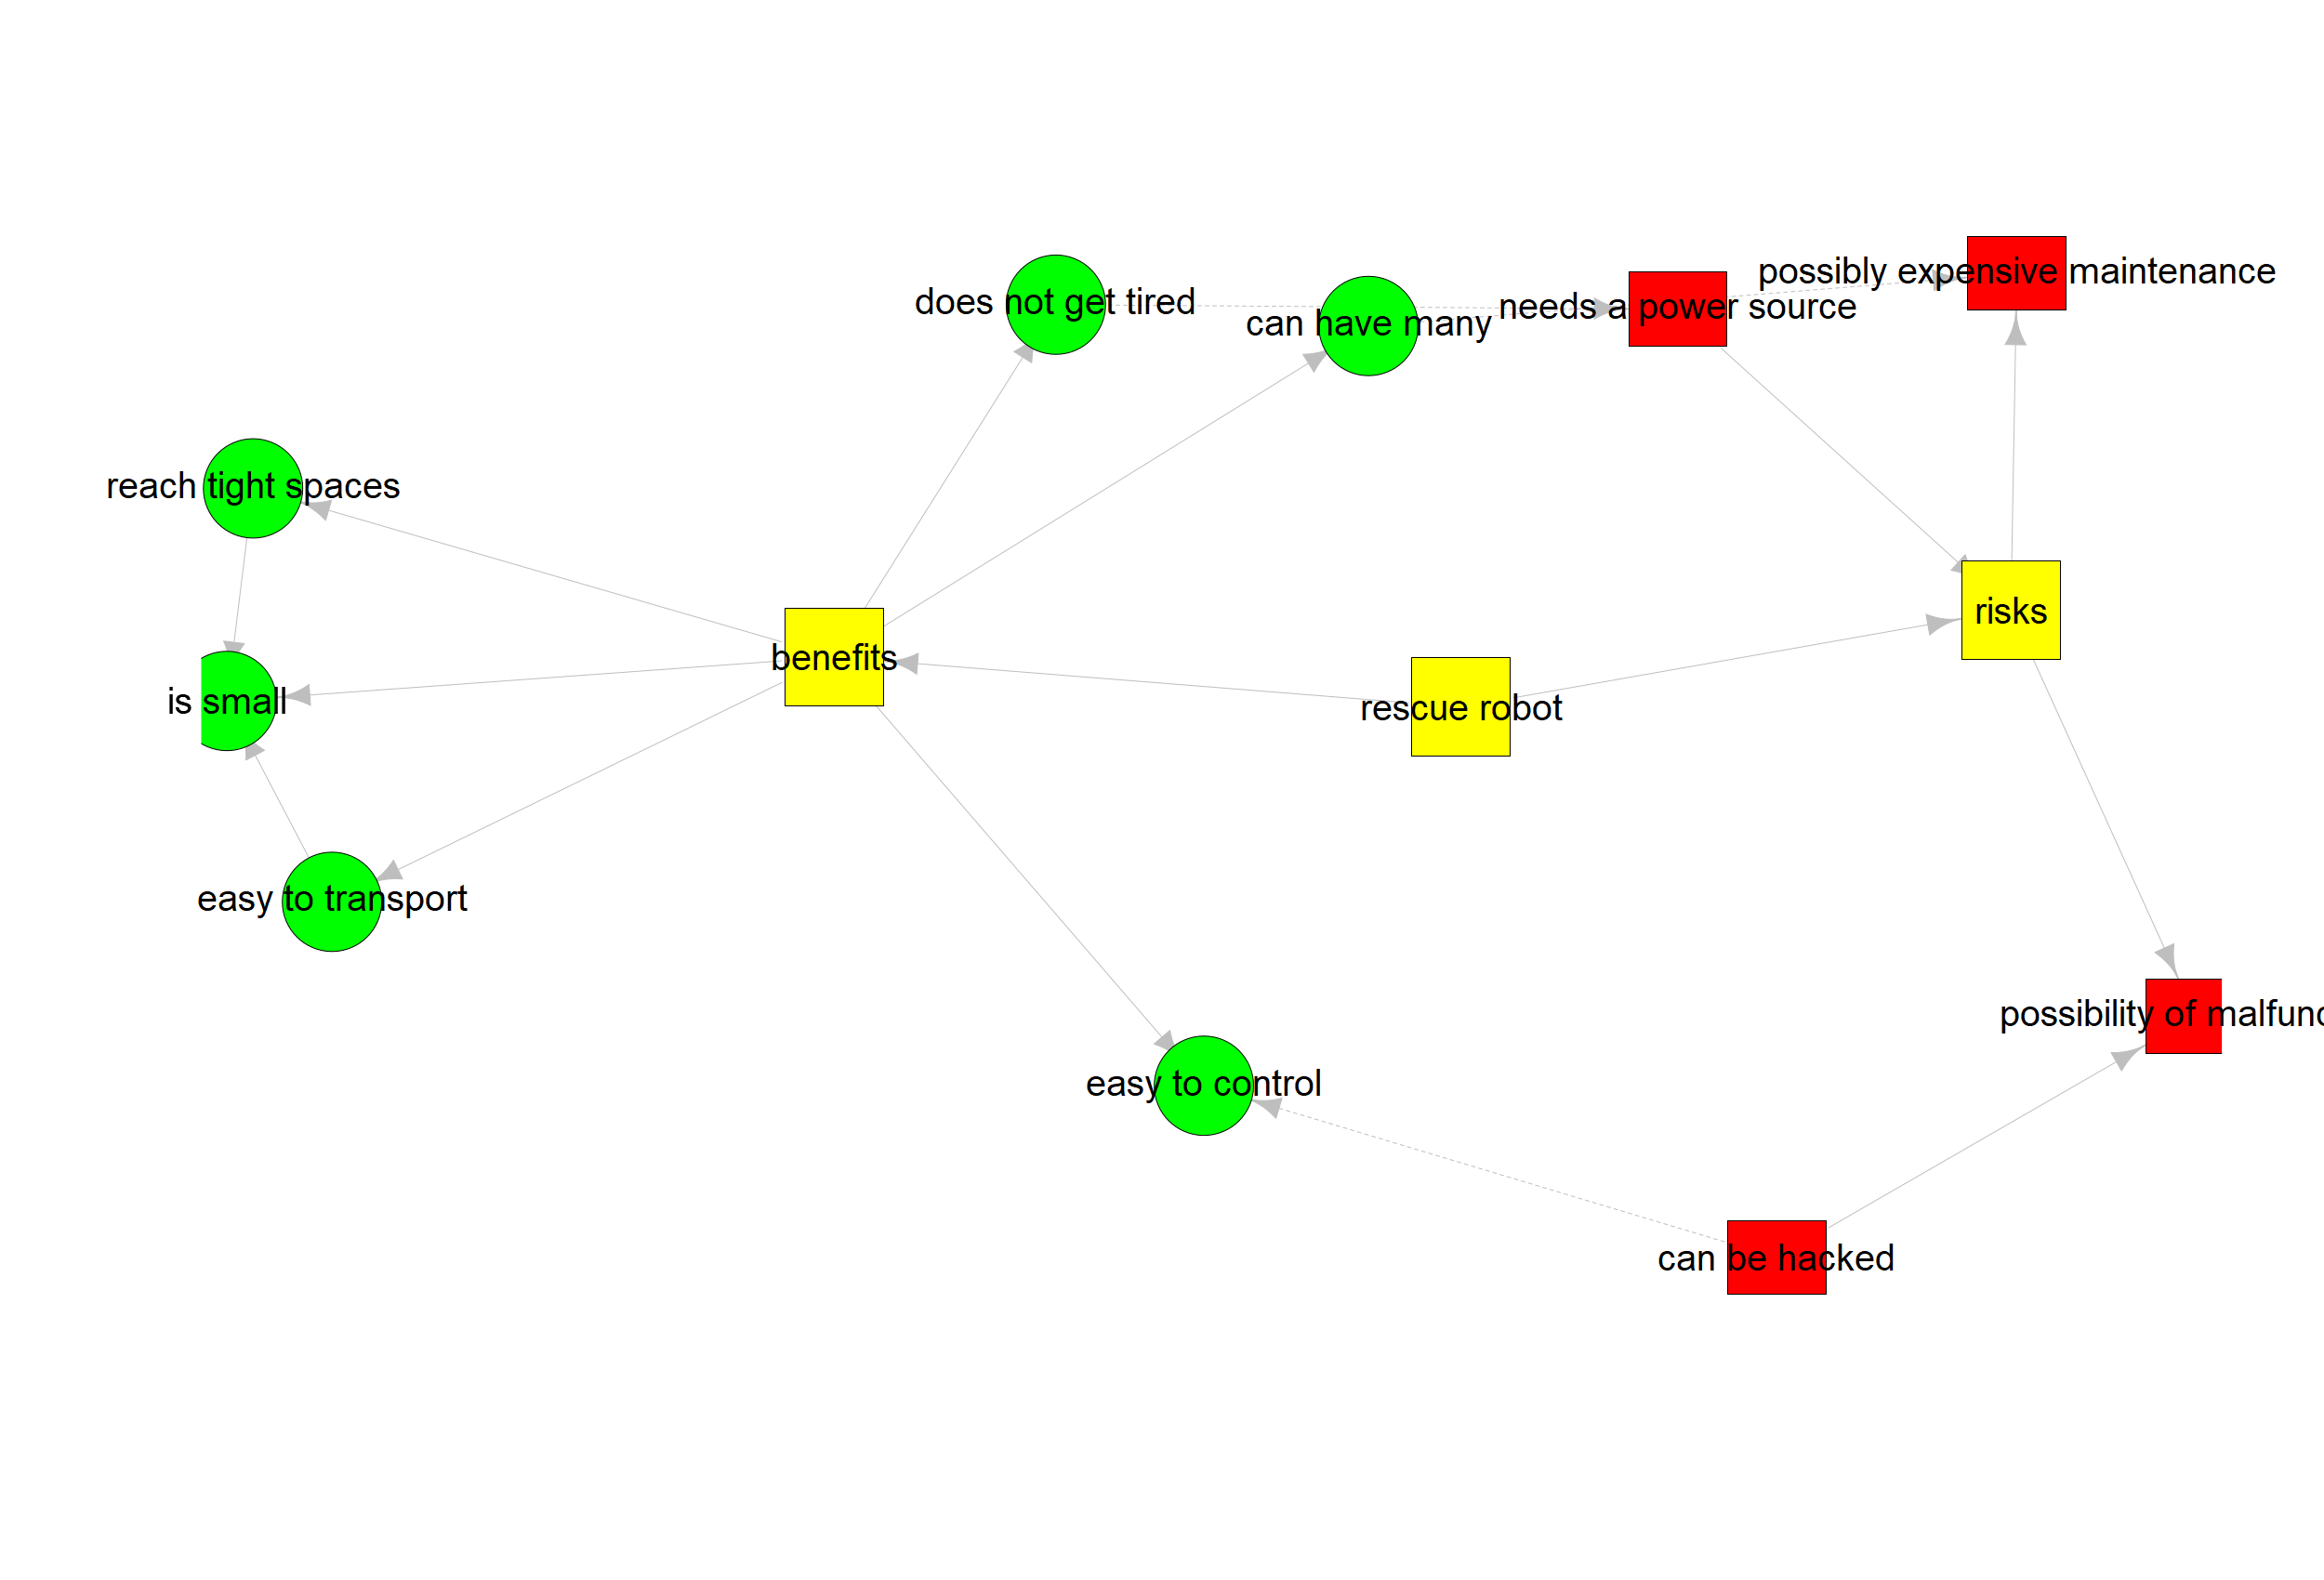 possibly expensive maintenance
does not get tired
needs a power source
can have many
reach tight spaces
risks
benefits
is small
rescue robot
easy to transport
possibility of malfunc
easy to control
can be hacked